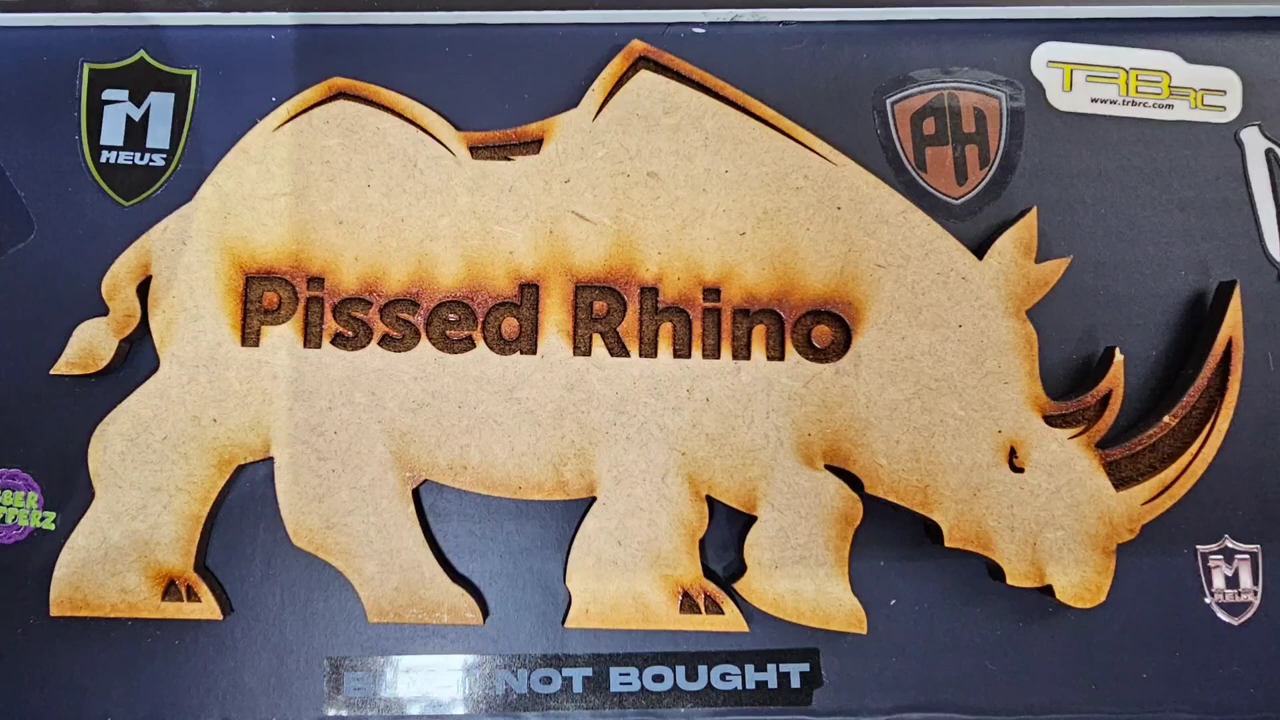 M
MEUS
PH
TRBRC
www.trbrc.com
Pissed Rhino
M
MEUS
NOT BOUGHT